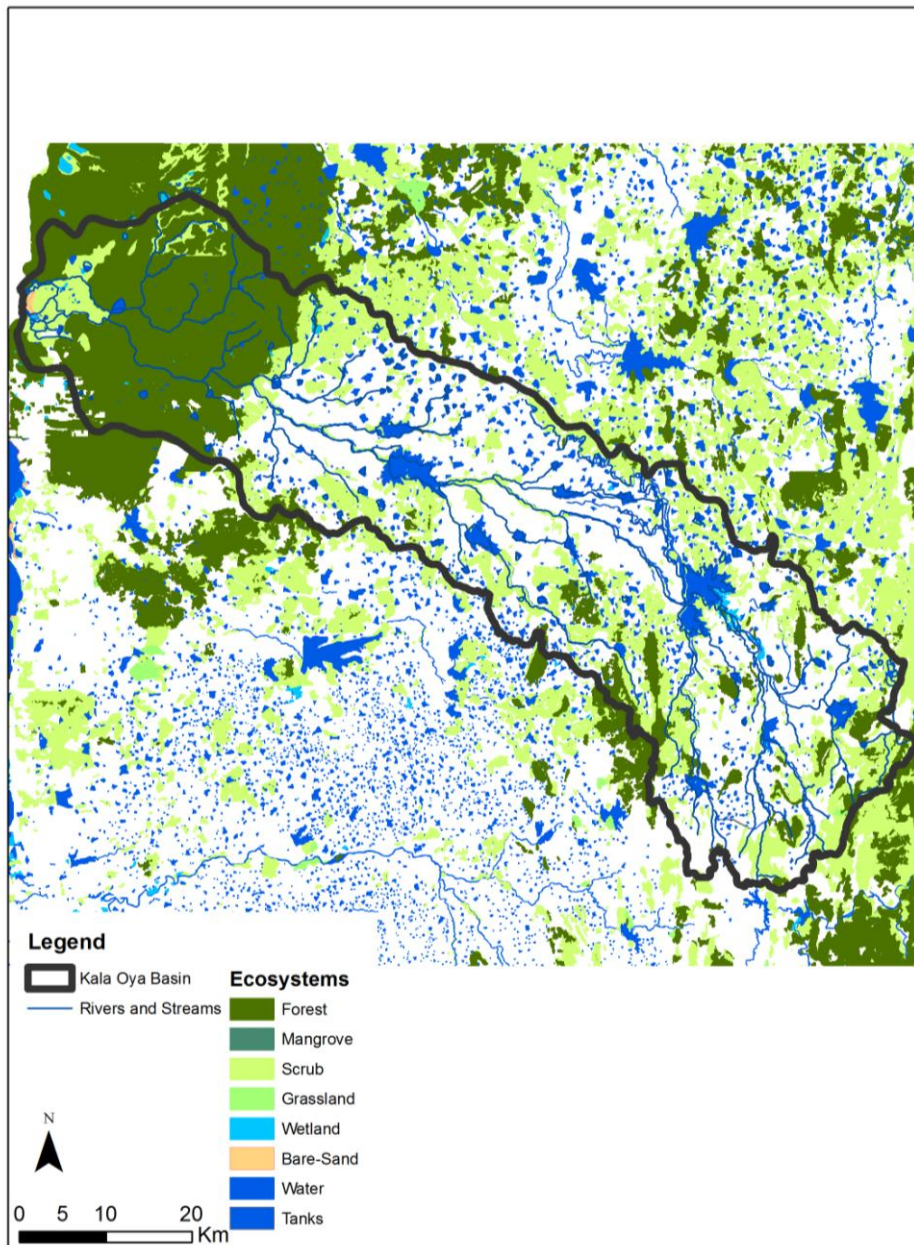 Legend
Kala Oya Basin
Rivers and Streams
Ecosystems
Forest
Mangrove
Scrub
Grassland
Wetland
Bare-Sand
Water
Tanks
N
0 5 10 20
Km